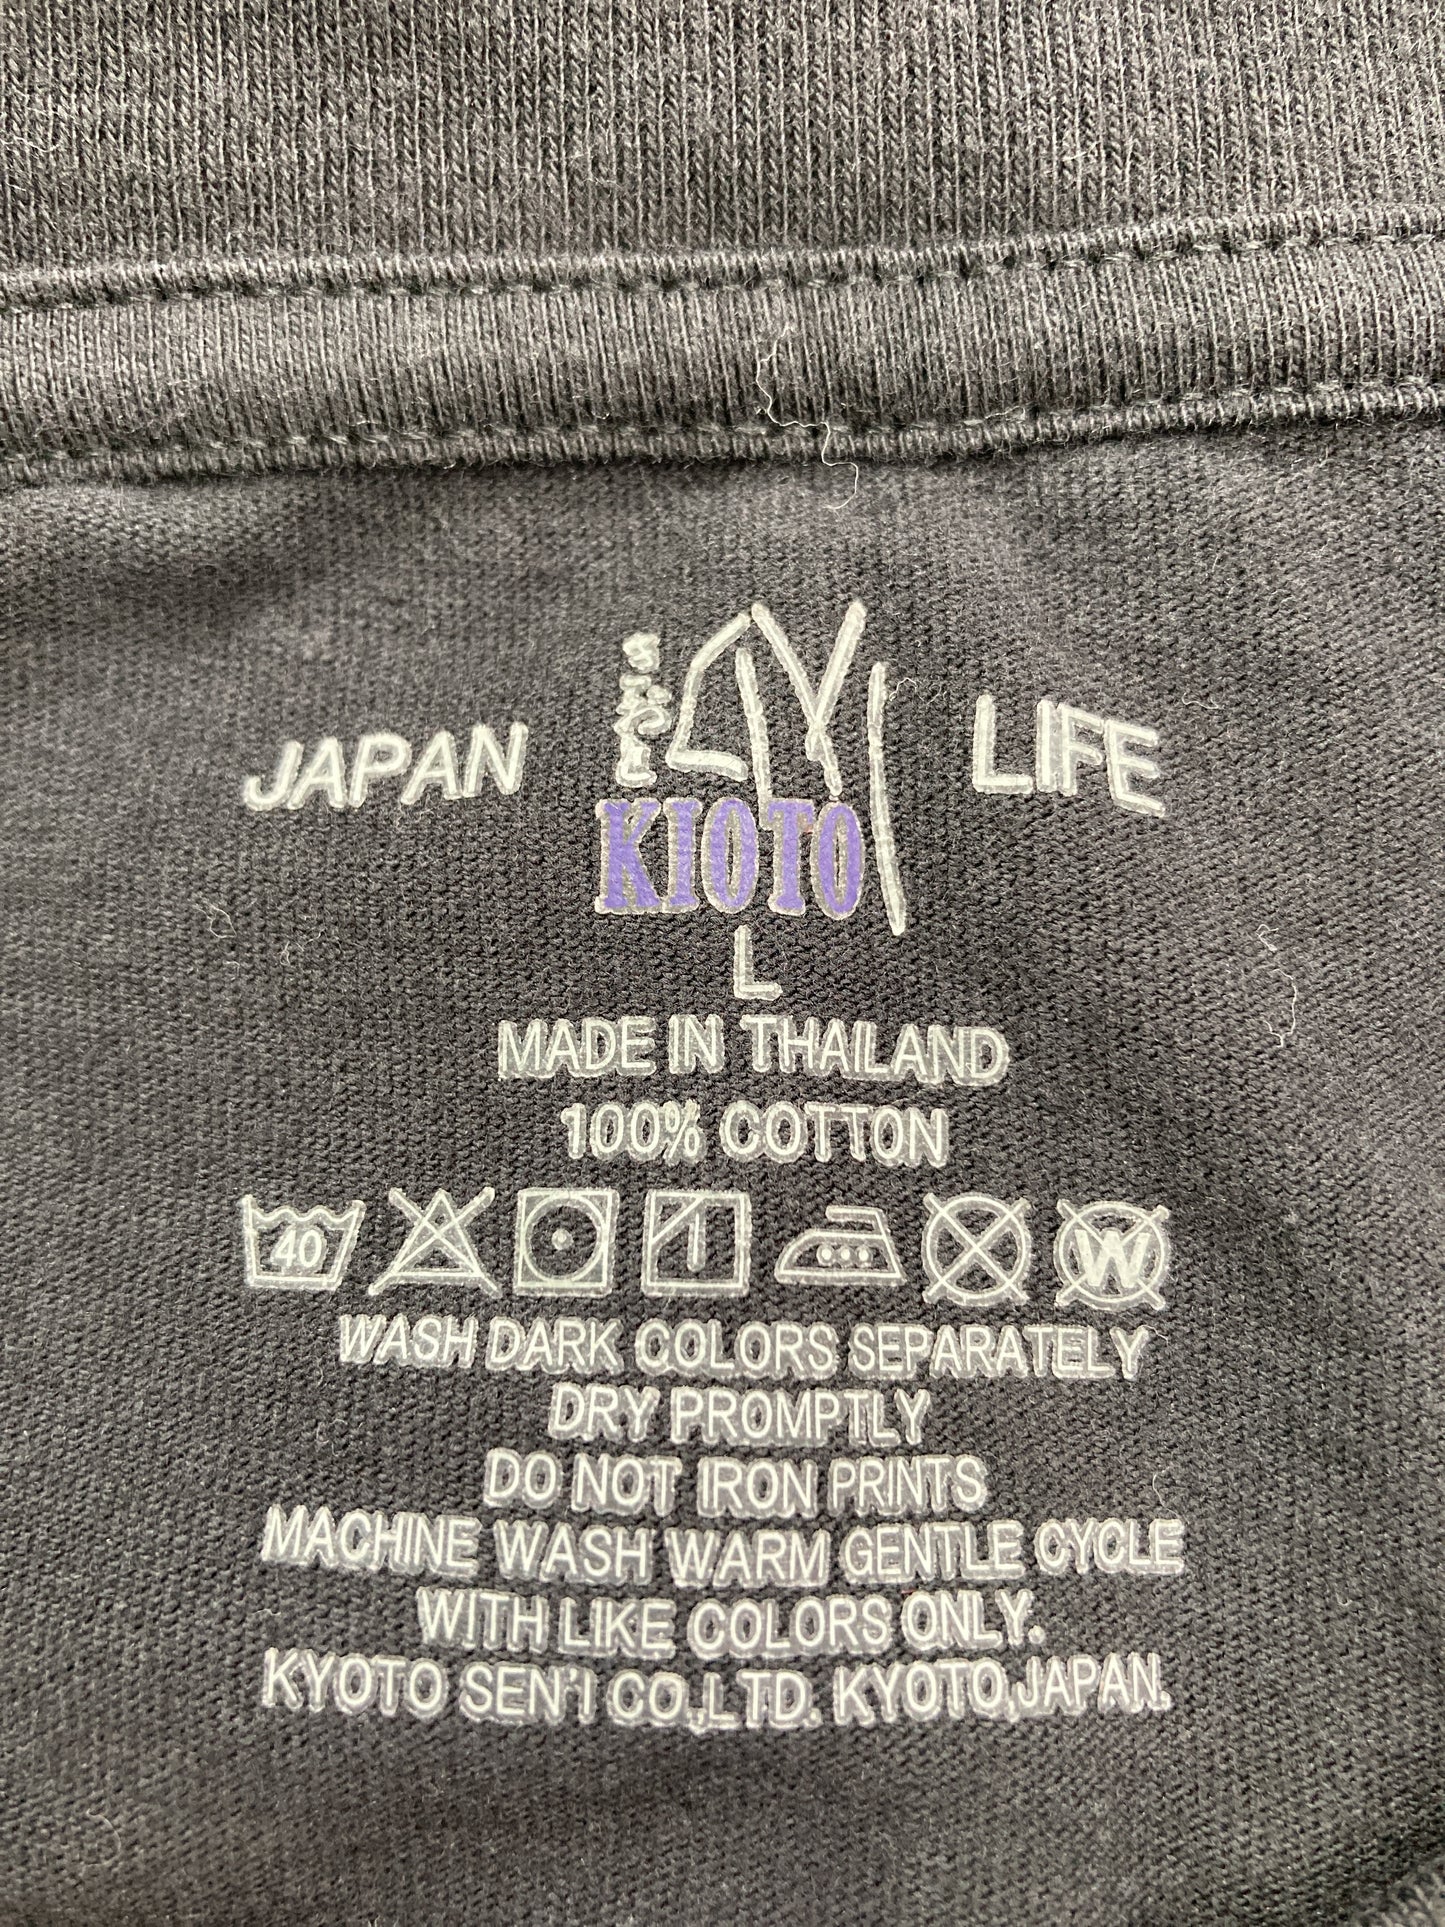 JAPAN LIFE
KIOTO
L
MADE IN THAILAND
100% COTTON
40 W
WASH DARK COLORS SEPARATELY
DRY PROMPTLY
DO NOT IRON PRINTS
MACHINE WASH WARM GENTLE CYCLE
WITH LIKE COLORS ONLY.
KYOTO SEN'I CO.,LTD. KYOTO,JAPAN.